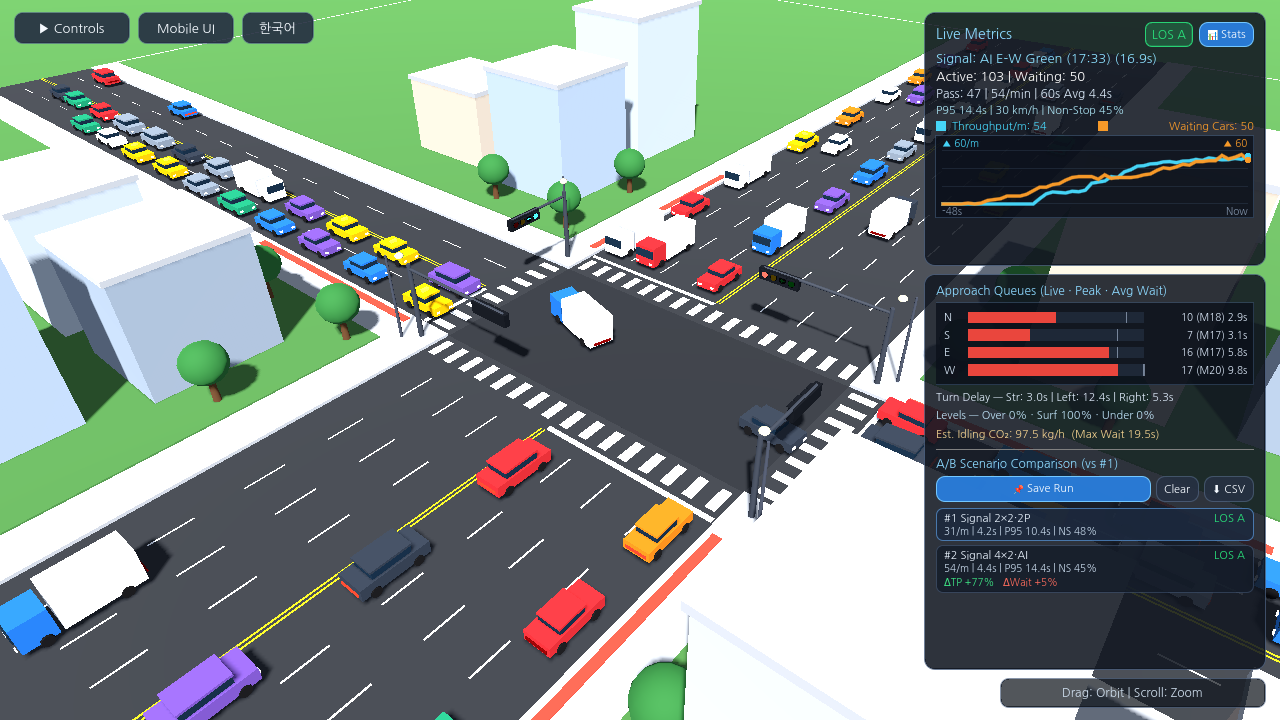 ▶ Controls
Mobile UI
한국어
Live Metrics
LOS A
📊 Stats
Signal: AI E-W Green (17:33) (16.9s)
Active: 103 | Waiting: 50
Pass: 47 | 54/min | 60s Avg 4.4s
P95 14.4s | 30 km/h | Non-Stop 45%
Throughput/m: 54
Waiting Cars: 50
▲ 60/m
▲ 60
-48s
Now
Approach Queues (Live · Peak · Avg Wait)
N 10 (M18) 2.9s
S 7 (M17) 3.1s
E 16 (M17) 5.8s
W 17 (M20) 9.8s
Turn Delay — Str: 3.0s | Left: 12.4s | Right: 5.3s
Levels — Over 0% · Surf 100% · Under 0%
Est. Idling CO₂: 97.5 kg/h (Max Wait 19.5s)
A/B Scenario Comparison (vs #1)
📌 Save Run
Clear
⬇ CSV
#1 Signal 2×2·2P LOS A
31/m | 4.2s | P95 10.4s | NS 48%
#2 Signal 4×2·AI LOS A
54/m | 4.4s | P95 14.4s | NS 45%
ΔTP +77% ΔWait +5%
Drag: Orbit | Scroll: Zoom